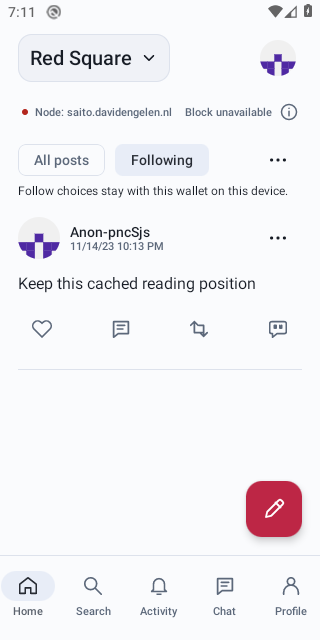 7:11
Red Square
Node: saito.davidengelen.nl Block unavailable
All posts Following
Follow choices stay with this wallet on this device.
Anon-pncSjs
11/14/23 10:13 PM
Keep this cached reading position
Home Search Activity Chat Profile